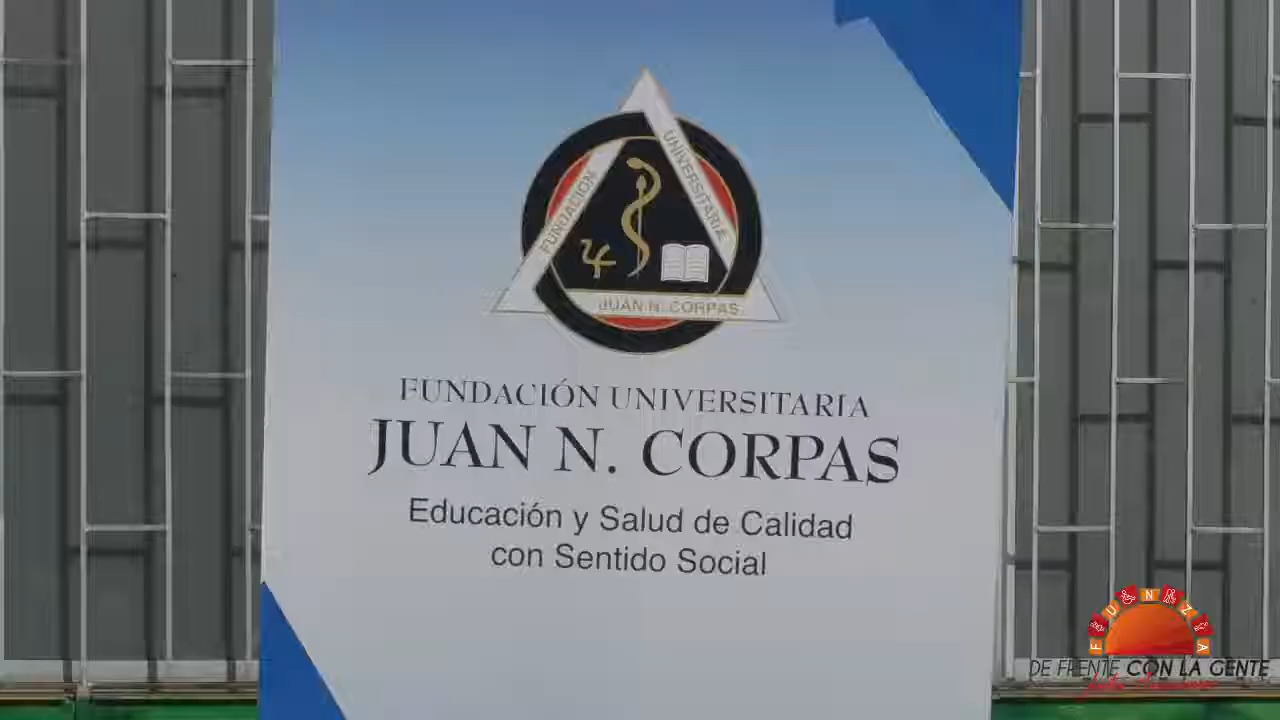 FUNDACIÓN
UNIVERSITARIA
JUAN N. CORPAS
FUNDACIÓN UNIVERSITARIA
JUAN N. CORPAS
Educación y Salud de Calidad
con Sentido Social
FUNZA
DE FRENTE CON LA GENTE